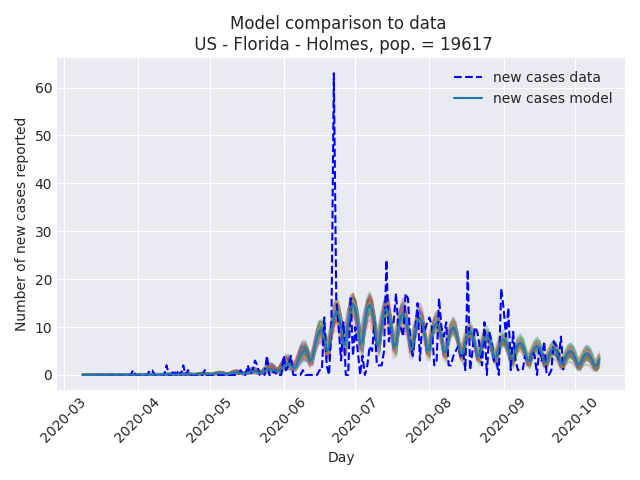 Model comparison to data
US - Florida - Holmes, pop. = 19617
new cases data
new cases model
Number of new cases reported
60
50
40
30
20
10
0
2020-03
2020-04
2020-05
2020-06
2020-07
2020-08
2020-09
2020-10
Day